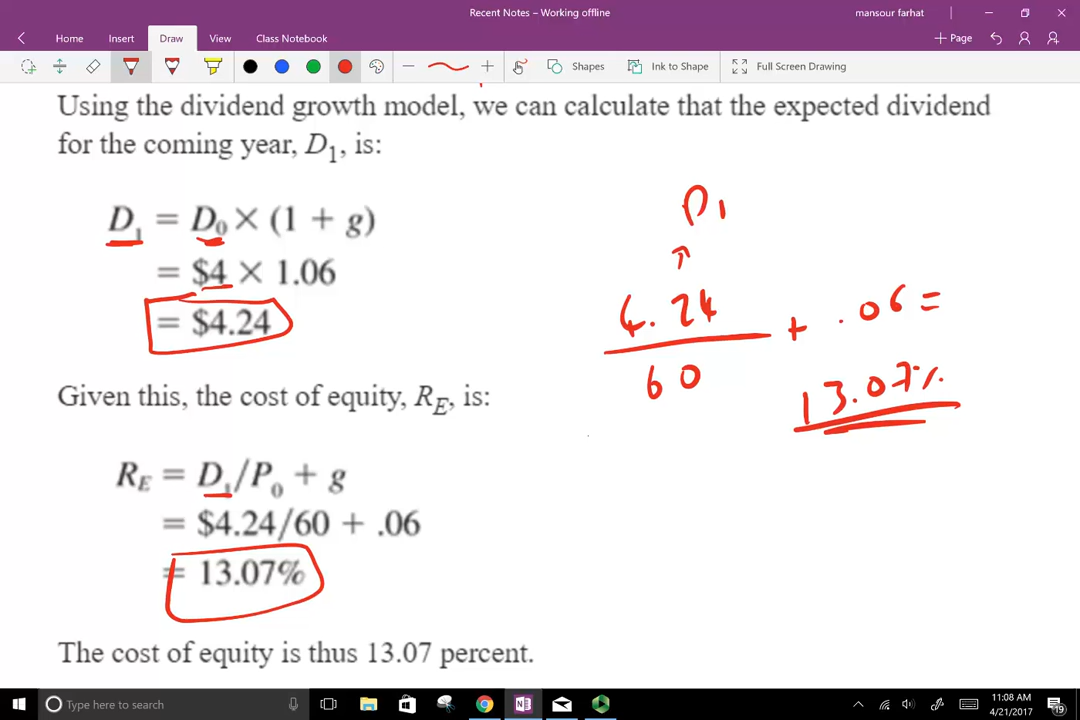 Recent Notes – Working offline
mansour farhat
Home Insert Draw View Class Notebook
Page
Shapes Ink to Shape Full Screen Drawing
Using the dividend growth model, we can calculate that the expected dividend
for the coming year, D₁, is:
D₁ = D₀ × (1 + g)
= $4 × 1.06
= $4.24
Given this, the cost of equity, R_E, is:
R_E = D₁/P₀ + g
= $4.24/60 + .06
= 13.07%
The cost of equity is thus 13.07 percent.
D1
↑
4.24
60
+ .06 =
13.07%
Type here to search
11:08 AM
4/21/2017
19